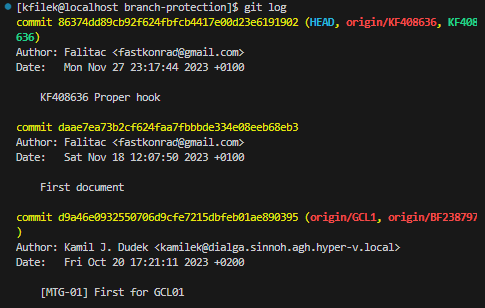 [kfilek@localhost branch-protection]$ git log
commit 86374dd89cb92f624fbfcb4417e00d23e6191902 (HEAD, origin/KF408636, KF408
636)
Author: Falitac <fastkonrad@gmail.com>
Date:   Mon Nov 27 23:17:44 2023 +0100
KF408636 Proper hook
commit daae7ea73b2cf624faa7fbbbde334e08eeb68eb3
Author: Falitac <fastkonrad@gmail.com>
Date:   Sat Nov 18 12:07:50 2023 +0100
First document
commit d9a46e0932550706d9cfe7215dbfeb01ae890395 (origin/GCL1, origin/BF238797
)
Author: Kamil J. Dudek <kamilek@dialga.sinnoh.agh.hyper-v.local>
Date:   Fri Oct 20 17:21:11 2023 +0200
[MTG-01] First for GCL01